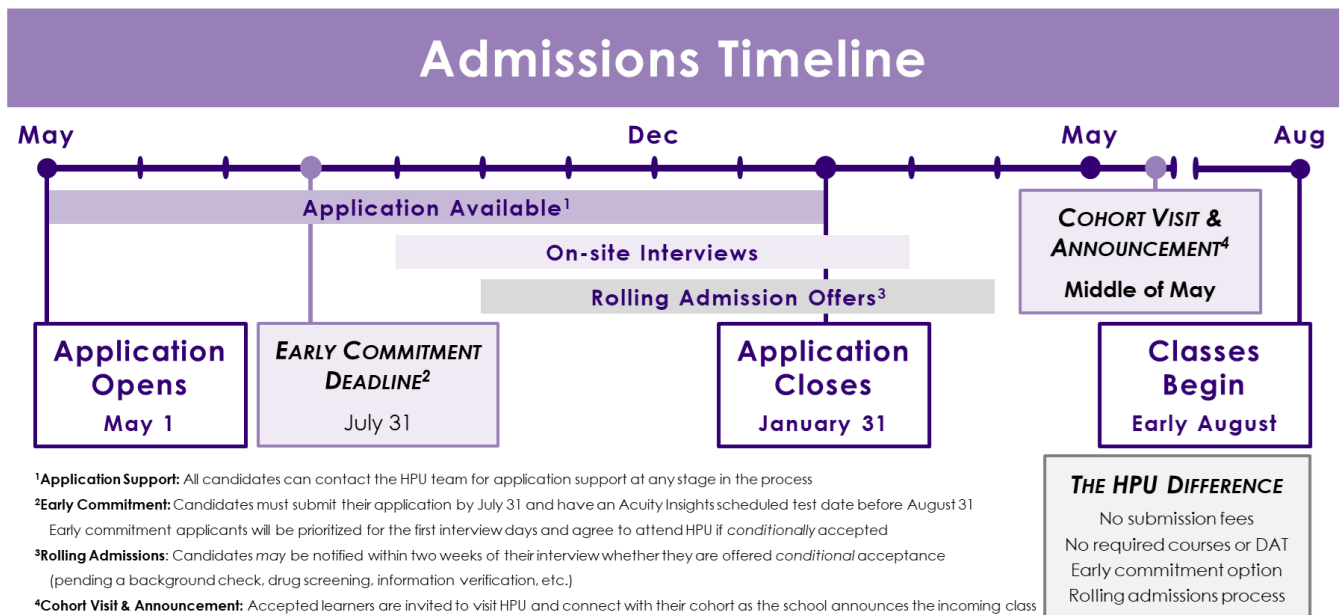 Admissions Timeline
May Dec May Aug
Application Available¹
On-site Interviews
Rolling Admission Offers³
COHORT VISIT &
ANNOUNCEMENT⁴
Middle of May
Application
Opens
May 1
EARLY COMMITMENT
DEADLINE²
July 31
Application
Closes
January 31
Classes
Begin
Early August
¹Application Support: All candidates can contact the HPU team for application support at any stage in the process
²Early Commitment: Candidates must submit their application by July 31 and have an Acuity Insights scheduled test date before August 31
Early commitment applicants will be prioritized for the first interview days and agree to attend HPU if conditionally accepted
³Rolling Admissions: Candidates may be notified within two weeks of their interview whether they are offered conditional acceptance
(pending a background check, drug screening, information verification, etc.)
⁴Cohort Visit & Announcement: Accepted learners are invited to visit HPU and connect with their cohort as the school announces the incoming class
THE HPU DIFFERENCE
No submission fees
No required courses or DAT
Early commitment option
Rolling admissions process